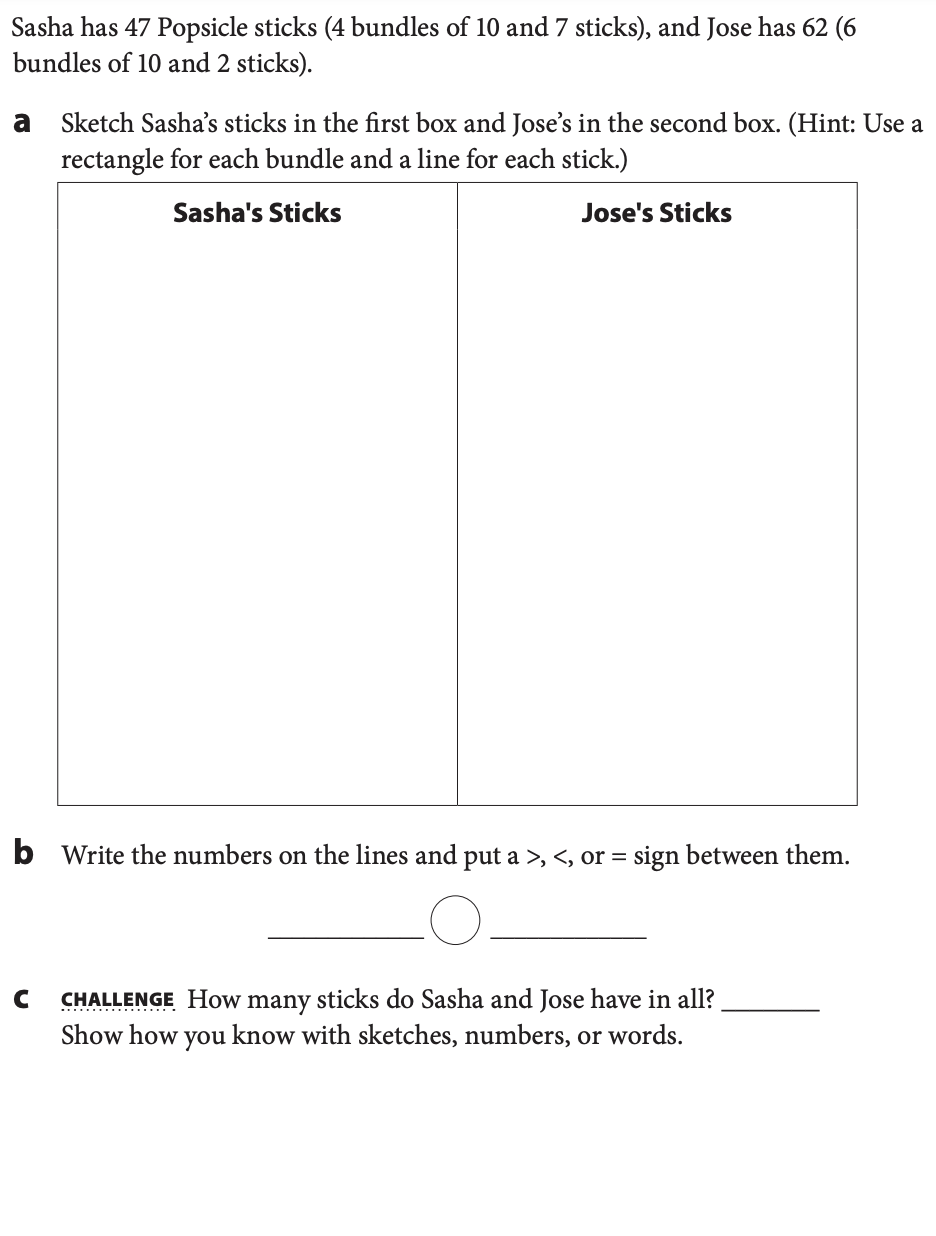 Sasha has 47 Popsicle sticks (4 bundles of 10 and 7 sticks), and Jose has 62 (6
bundles of 10 and 2 sticks).
a Sketch Sasha’s sticks in the first box and Jose’s in the second box. (Hint: Use a
rectangle for each bundle and a line for each stick.)
Sasha's Sticks Jose's Sticks
b Write the numbers on the lines and put a >, <, or = sign between them.
c CHALLENGE How many sticks do Sasha and Jose have in all?
Show how you know with sketches, numbers, or words.